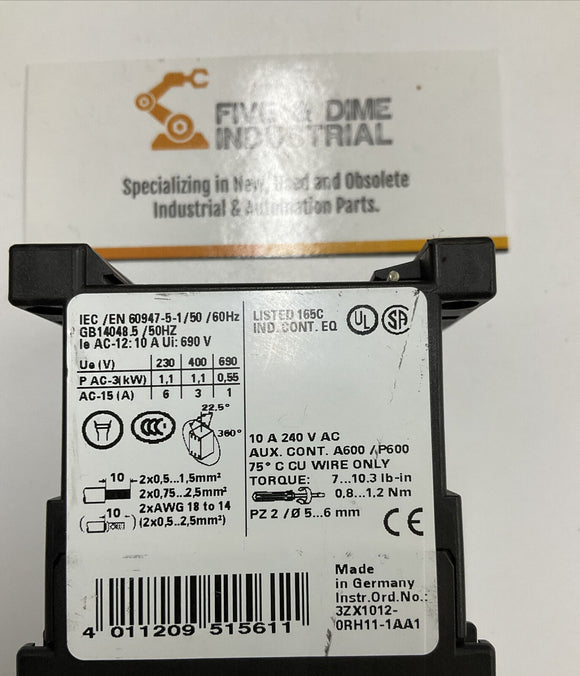 FIVE & DIME
INDUSTRIAL
Specializing in New, Used and Obsolete
Industrial & Automation Parts.
IEC /EN 60947-5-1/50 /60Hz
GB14048.5 /50HZ
Ie AC-12: 10 A Ui: 690 V
Ue (V) 230 400 690
P AC-3(kW) 1,1 1,1 0,55
AC-15 (A) 6 3 1
22.5°
360°
10 2x0,5...1,5mm²
2x0,75...2,5mm²
2xAWG 18 to 14
10 (2x0,5...2,5mm²)
LISTED 165C
IND. CONT. EQ
UL
SA
10 A 240 V AC
AUX. CONT. A600 /P600
75° C CU WIRE ONLY
TORQUE: 7...10.3 lb-in
0,8...1,2 Nm
PZ 2 / Ø 5...6 mm
CE
Made
in Germany
Instr.Ord.No.:
3ZX1012-
0RH11-1AA1
4 011209 515611